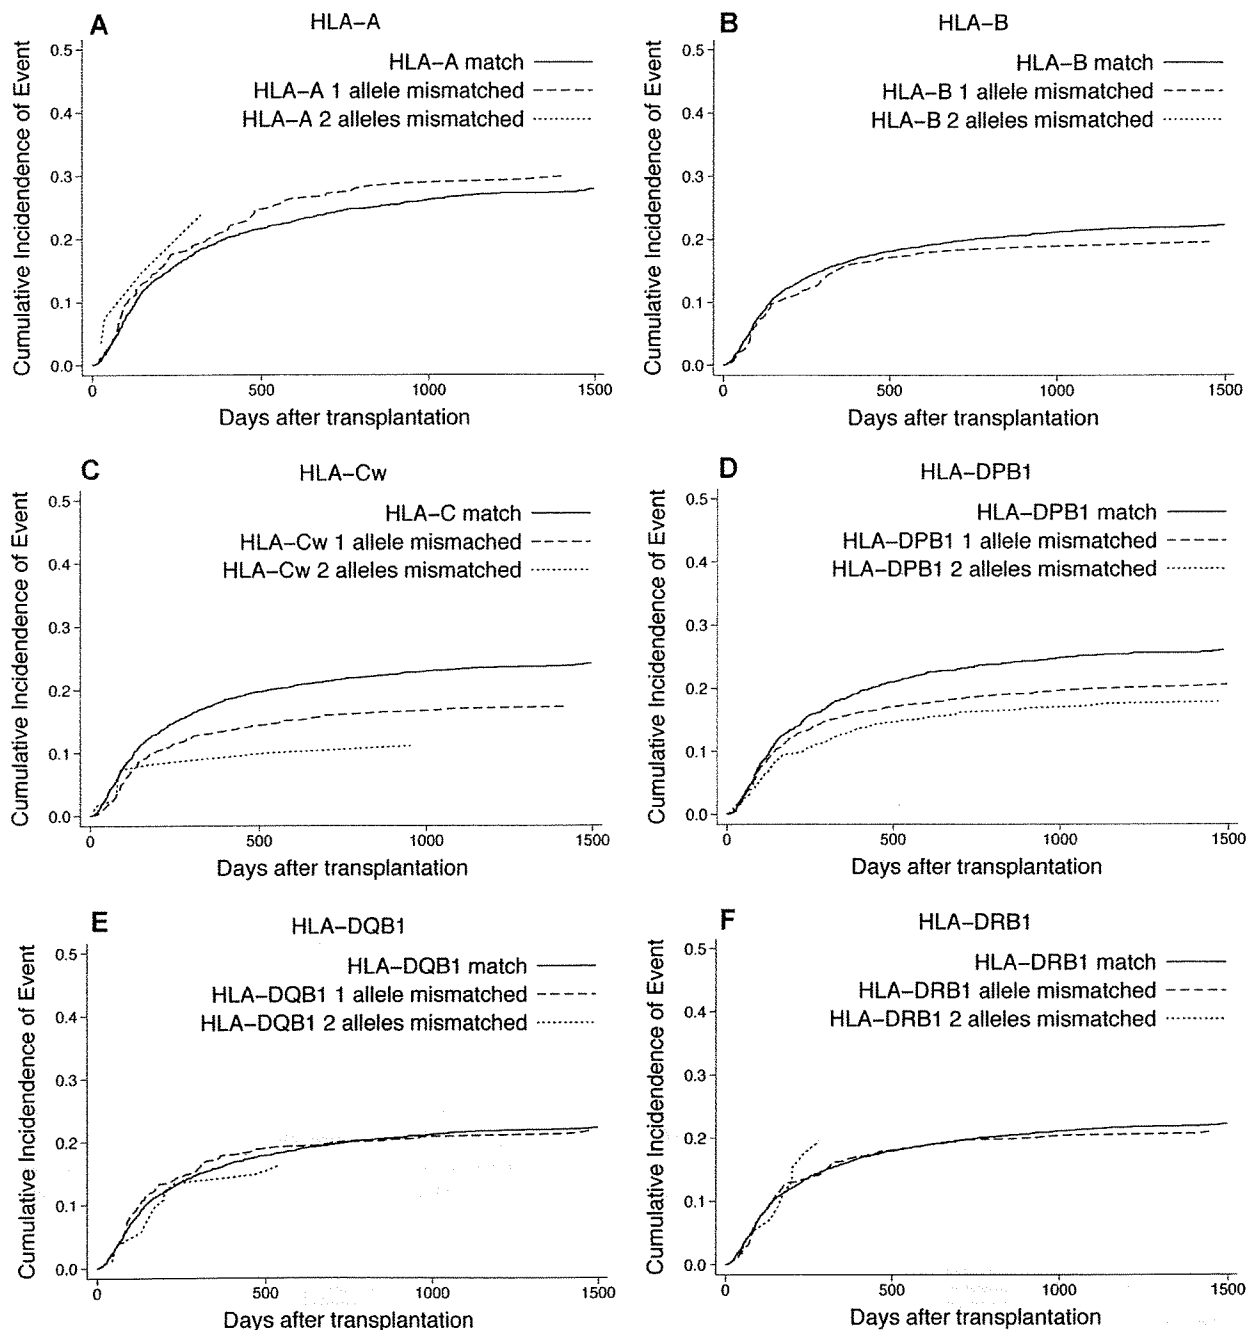 A
HLA-A
Cumulative Incidence of Event
0.5
0.4
0.3
0.2
0.1
0.0
HLA-A match
HLA-A 1 allele mismatched
HLA-A 2 alleles mismatched
0 500 1000 1500
Days after transplantation
B
HLA-B
Cumulative Incidence of Event
0.5
0.4
0.3
0.2
0.1
0.0
HLA-B match
HLA-B 1 allele mismatched
HLA-B 2 alleles mismatched
0 500 1000 1500
Days after transplantation
C
HLA-Cw
Cumulative Incidence of Event
0.5
0.4
0.3
0.2
0.1
0.0
HLA-C match
HLA-Cw 1 allele mismached
HLA-Cw 2 alleles mismatched
0 500 1000 1500
Days after transplantation
D
HLA-DPB1
Cumulative Incidence of Event
0.5
0.4
0.3
0.2
0.1
0.0
HLA-DPB1 match
HLA-DPB1 1 allele mismatched
HLA-DPB1 2 alleles mismatched
0 500 1000 1500
Days after transplantation
E
HLA-DQB1
Cumulative Incidence of Event
0.5
0.4
0.3
0.2
0.1
0.0
HLA-DQB1 match
HLA-DQB1 1 allele mismatched
HLA-DQB1 2 alleles mismatched
0 500 1000 1500
Days after transplantation
F
HLA-DRB1
Cumulative Incidence of Event
0.5
0.4
0.3
0.2
0.1
0.0
HLA-DRB1 match
HLA-DRB1 allele mismatched
HLA-DRB1 2 alleles mismatched
0 500 1000 1500
Days after transplantation